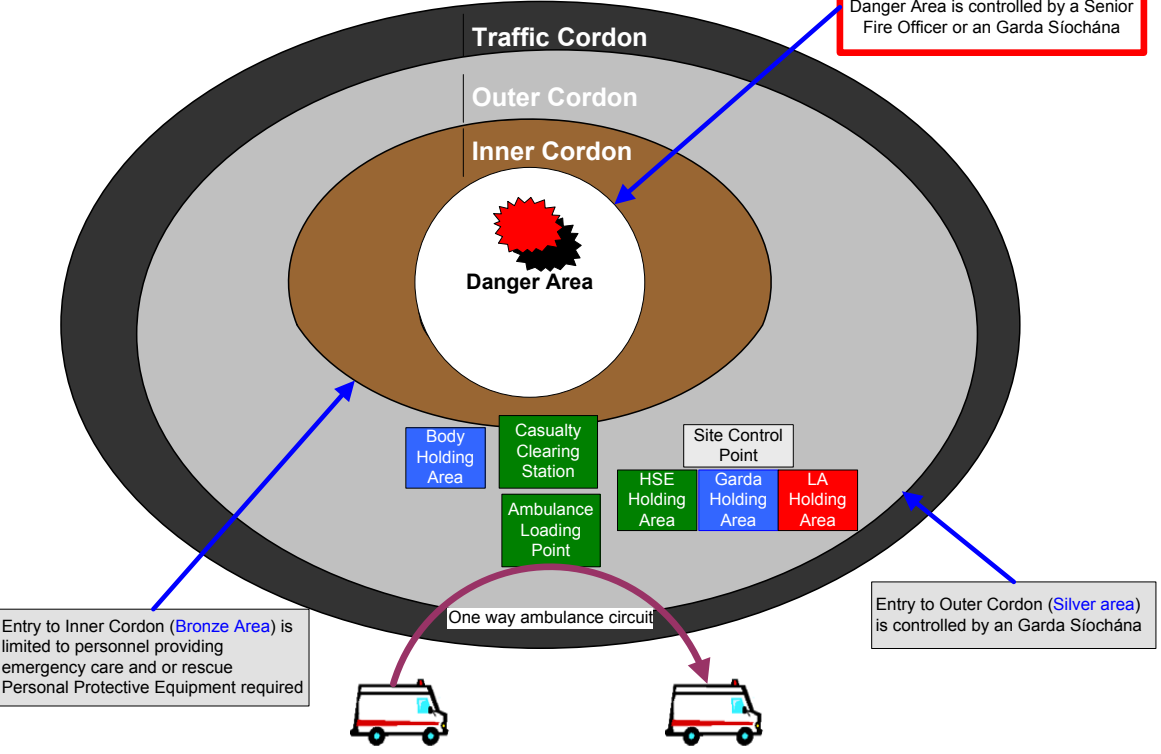 Danger Area is controlled by a Senior
Fire Officer or an Garda Síochána
Traffic Cordon
Outer Cordon
Inner Cordon
Danger Area
Body
Holding
Area
Casualty
Clearing
Station
Site Control
Point
HSE
Holding
Area
Garda
Holding
Area
LA
Holding
Area
Ambulance
Loading
Point
One way ambulance circuit
Entry to Inner Cordon (Bronze Area) is
limited to personnel providing
emergency care and or rescue
Personal Protective Equipment required
Entry to Outer Cordon (Silver area)
is controlled by an Garda Síochána